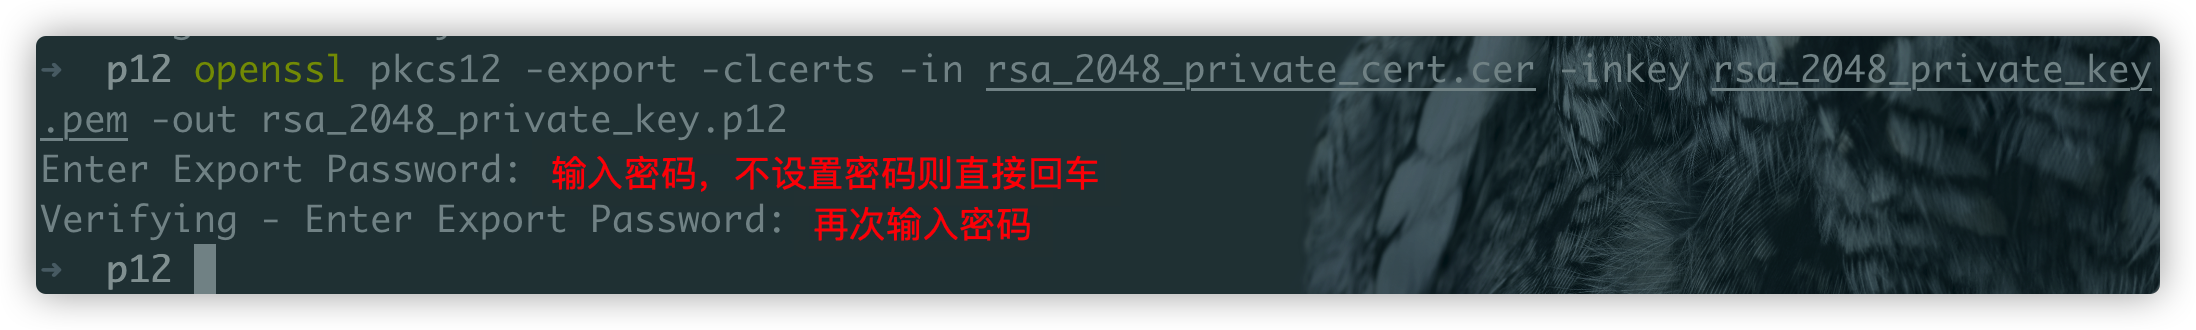 ➜  p12 openssl pkcs12 -export -clcerts -in rsa_2048_private_cert.cer -inkey rsa_2048_private_key
.pem -out rsa_2048_private_key.p12
Enter Export Password: 输入密码，不设置密码则直接回车
Verifying - Enter Export Password: 再次输入密码
➜  p12